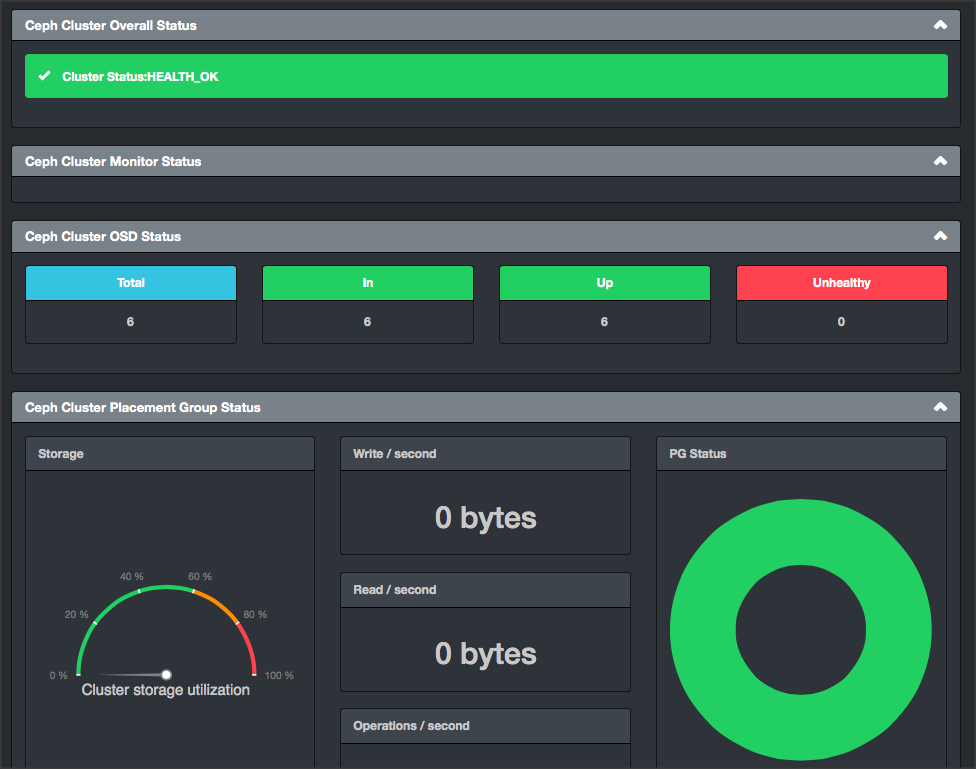 Ceph Cluster Overall Status
Cluster Status:HEALTH_OK
Ceph Cluster Monitor Status
Ceph Cluster OSD Status
Total
In
Up
Unhealthy
6
6
6
0
Ceph Cluster Placement Group Status
Storage
Write / second
PG Status
0 bytes
40 %
60 %
Read / second
20 %
80 %
0 bytes
0 %
100 %
Cluster storage utilization
Operations / second